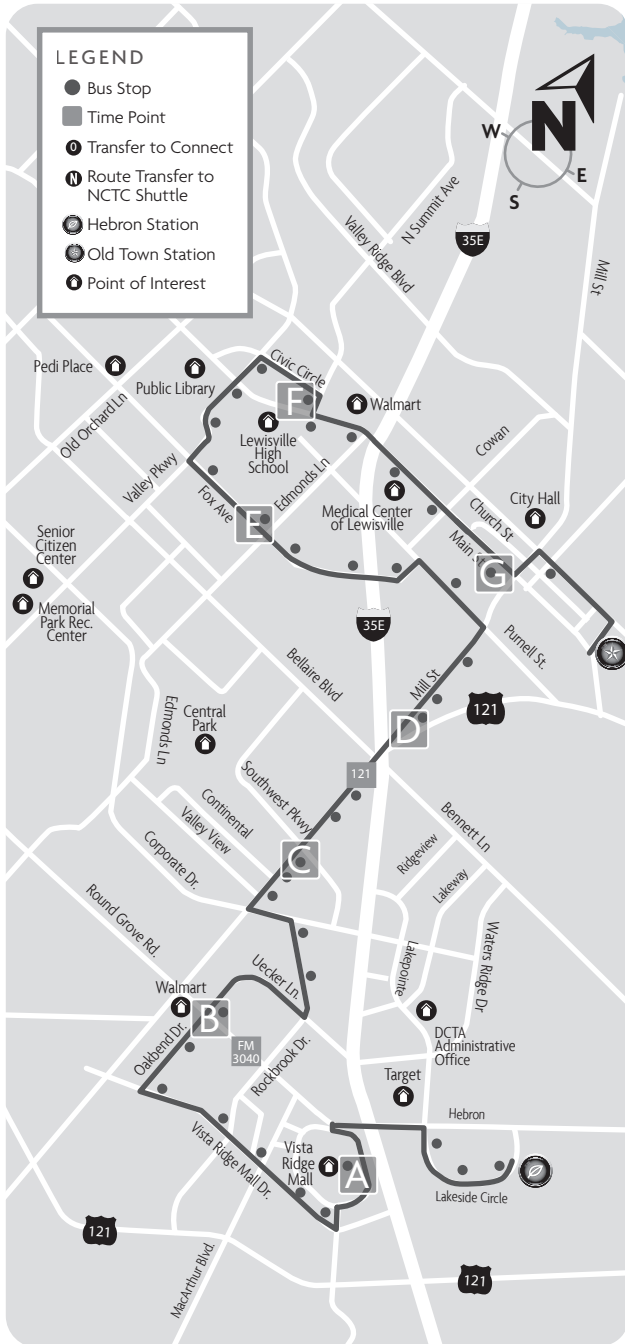 LEGEND
Bus Stop
Time Point
O Transfer to Connect
N Route Transfer to
NCTC Shuttle
Hebron Station
Old Town Station
Point of Interest
N
W
E
S
35E
N Summit Ave
Valley Ridge Blvd
Mill St
Pedi Place
Public Library
Civic Circle
F
Walmart
Old Orchard Ln
Lewisville
High
School
Cowan
Valley Pkwy
Fox Ave
Edmonds Ln
E
Medical Center
of Lewisville
Church St
City Hall
Main St
G
Senior
Citizen
Center
Memorial
Park Rec.
Center
35E
Purnell St.
Bellaire Blvd
Mill St
121
D
Edmonds Ln
Central
Park
121
Southwest Pkwy
Continental
Valley View
Bennett Ln
Ridgeview
C
Corporate Dr.
Lakeway
Round Grove Rd.
Lakepointe
Waters Ridge Dr
Uecker Ln.
Walmart
B
Oakbend Dr.
FM
3040
DCTA
Administrative
Office
Rockbrook Dr.
Target
Hebron
Vista Ridge Mall Dr.
Vista
Ridge
Mall
A
Lakeside Circle
121
MacArthur Blvd.
121